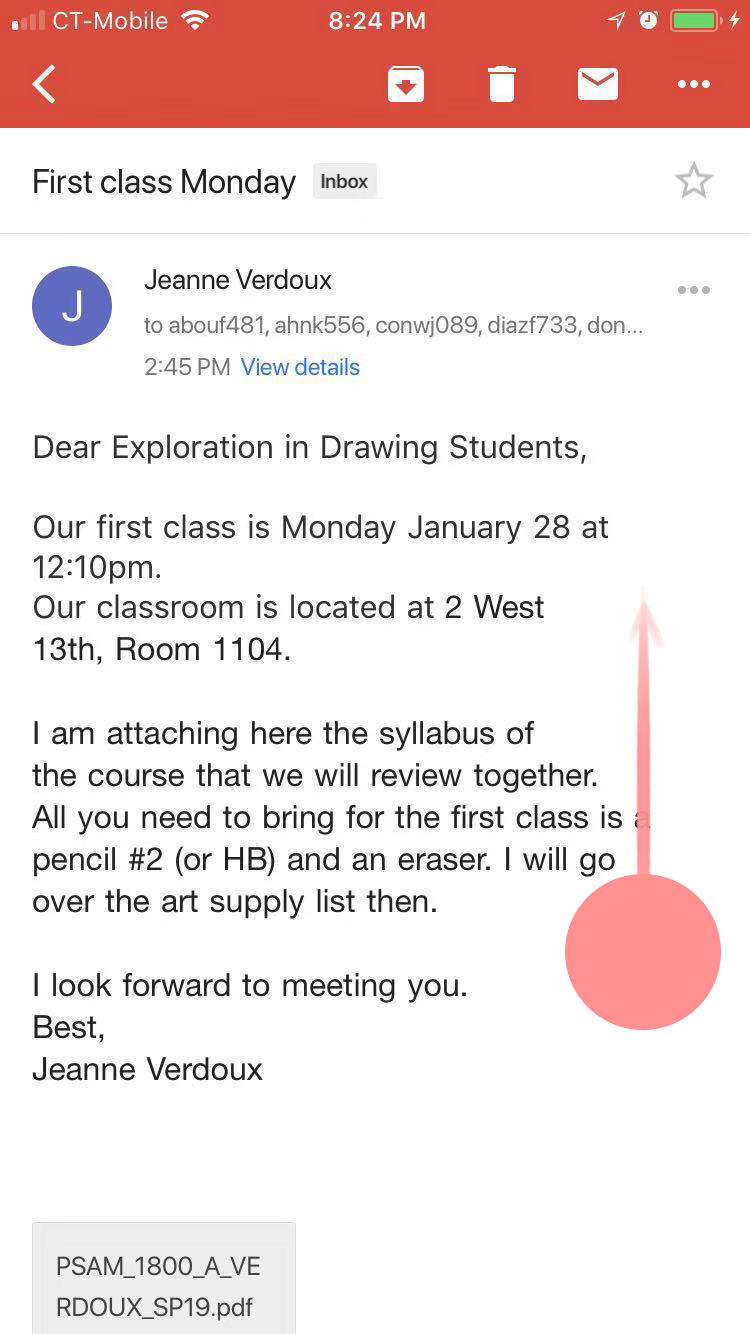 CT-Mobile 8:24 PM
First class Monday Inbox
J
Jeanne Verdoux
to abouf481, ahnk556, conwj089, diazf733, don...
2:45 PM View details
Dear Exploration in Drawing Students,
Our first class is Monday January 28 at
12:10pm.
Our classroom is located at 2 West
13th, Room 1104.
I am attaching here the syllabus of
the course that we will review together.
All you need to bring for the first class is a
pencil #2 (or HB) and an eraser. I will go
over the art supply list then.
I look forward to meeting you.
Best,
Jeanne Verdoux
PSAM_1800_A_VE
RDOUX_SP19.pdf